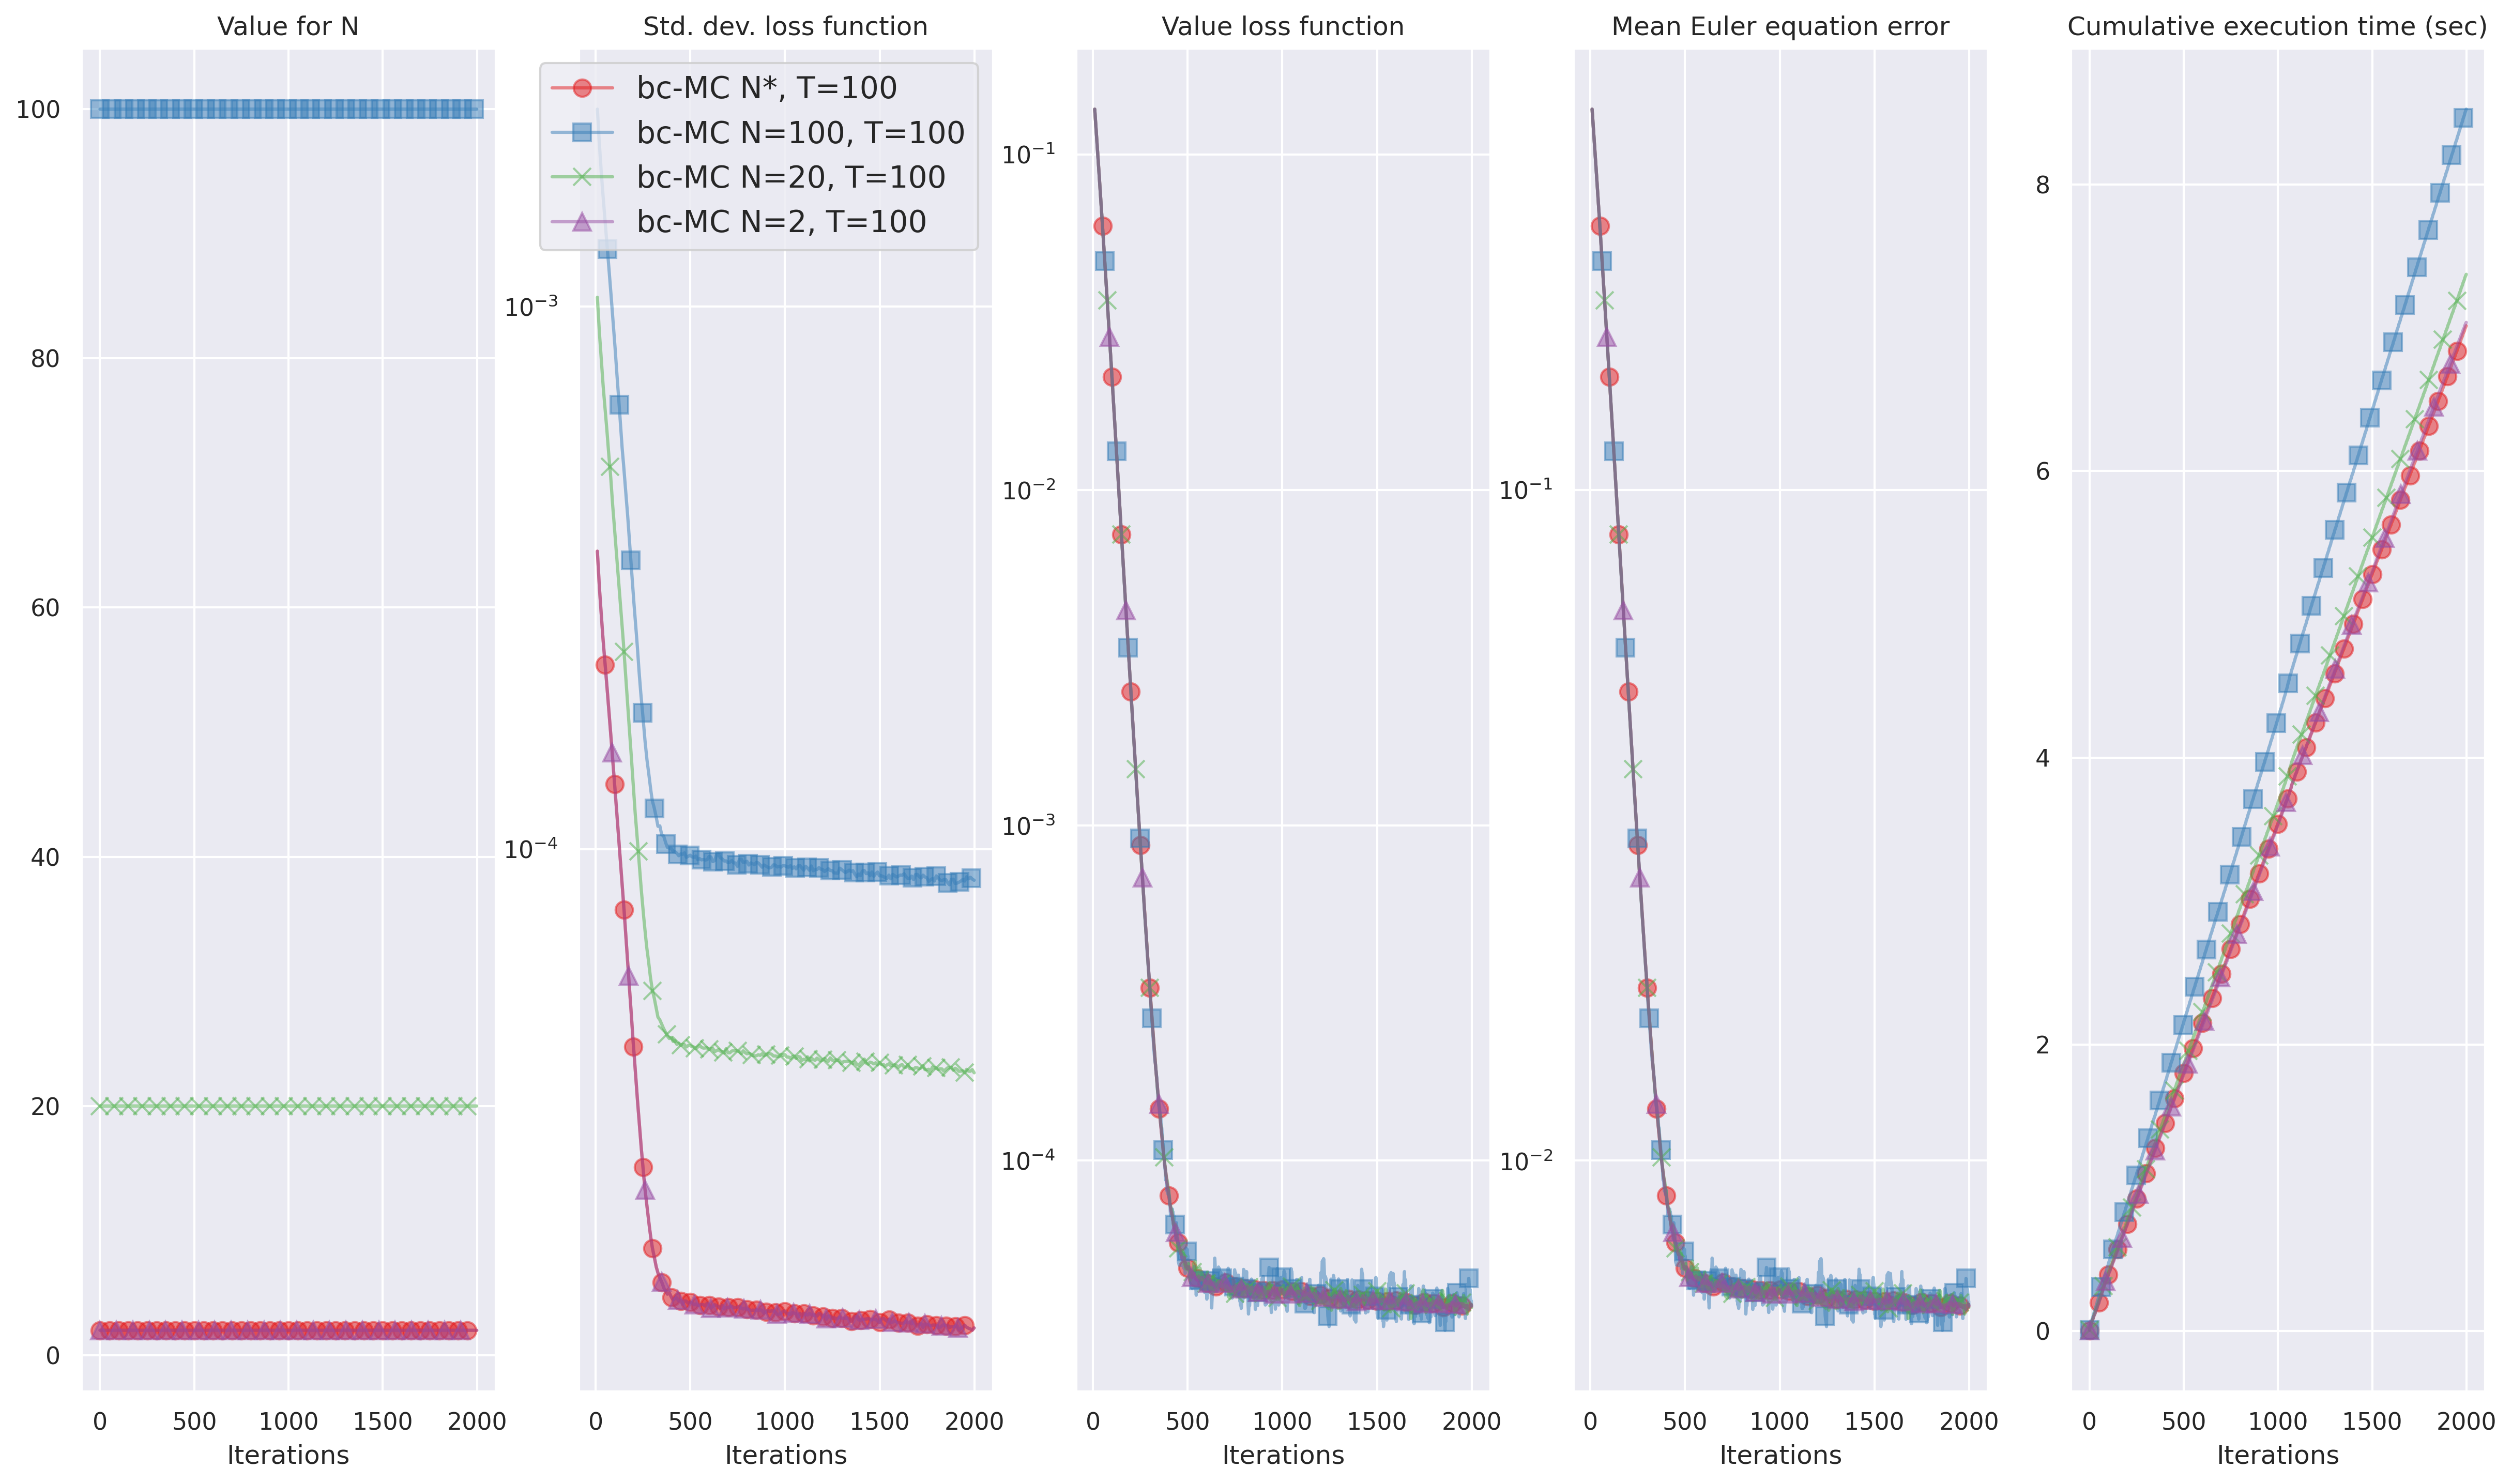 Value for N
Std. dev. loss function
Value loss function
Mean Euler equation error
Cumulative execution time (sec)
bc-MC N*, T=100
bc-MC N=100, T=100
bc-MC N=20, T=100
bc-MC N=2, T=100
100
80
60
40
20
0
10⁻³
10⁻⁴
10⁻¹
10⁻²
10⁻³
10⁻⁴
10⁻¹
10⁻²
8
6
4
2
0
0 500 1000 1500 2000
0 500 1000 1500 2000
0 500 1000 1500 2000
0 500 1000 1500 2000
0 500 1000 1500 2000
Iterations
Iterations
Iterations
Iterations
Iterations